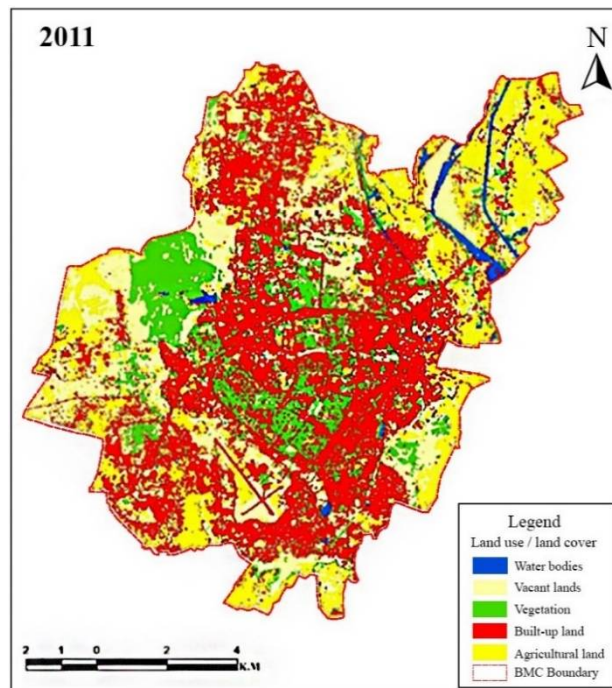 2011
N
Legend
Land use / land cover
Water bodies
Vacant lands
Vegetation
Built-up land
Agricultural land
BMC Boundary
2 1 0 2 4
K.M